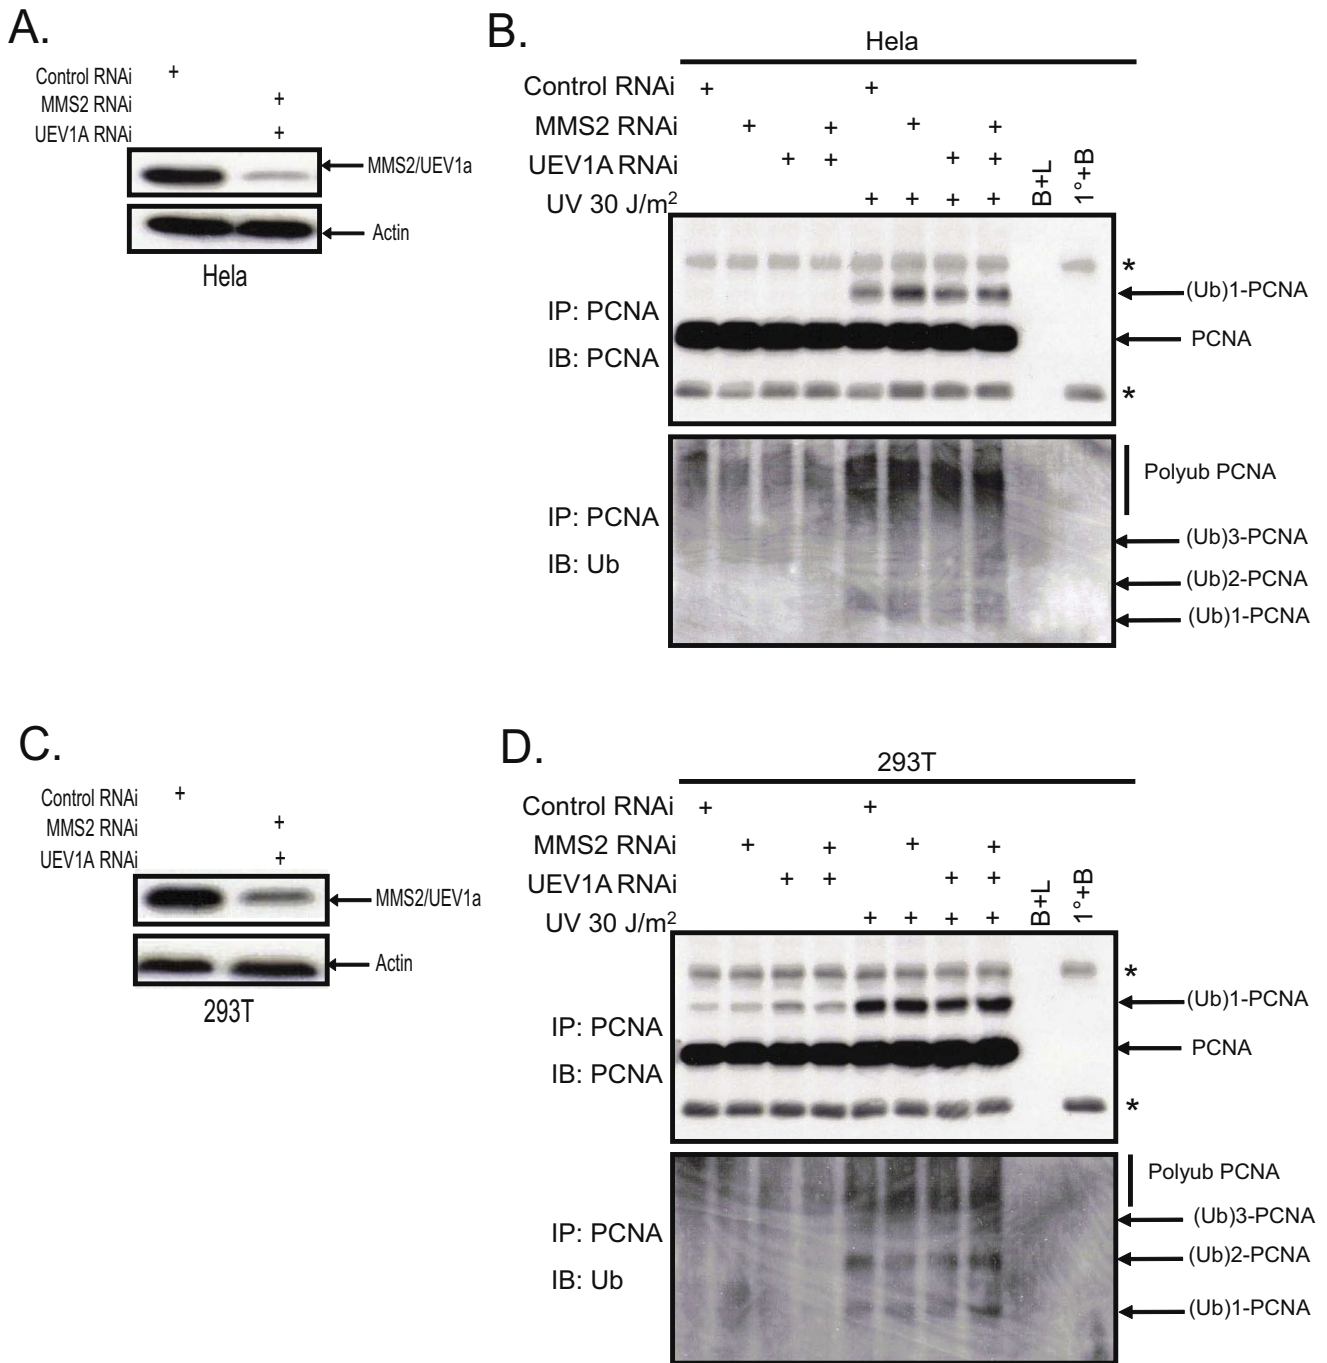 A.
Control RNAi +
MMS2 RNAi +
UEV1A RNAi +
MMS2/UEV1a
Actin
Hela
B.
Hela
Control RNAi + +
MMS2 RNAi + + + +
UEV1A RNAi + + + +
UV 30 J/m² + + + +
B+L
1°+B
*
(Ub)1-PCNA
IP: PCNA
PCNA
IB: PCNA
*
Polyub PCNA
IP: PCNA
(Ub)3-PCNA
IB: Ub
(Ub)2-PCNA
(Ub)1-PCNA
C.
Control RNAi +
MMS2 RNAi +
UEV1A RNAi +
MMS2/UEV1a
Actin
293T
D.
293T
Control RNAi + +
MMS2 RNAi + + + +
UEV1A RNAi + + + +
UV 30 J/m² + + + +
B+L
1°+B
*
(Ub)1-PCNA
IP: PCNA
PCNA
IB: PCNA
*
Polyub PCNA
(Ub)3-PCNA
IP: PCNA
(Ub)2-PCNA
IB: Ub
(Ub)1-PCNA